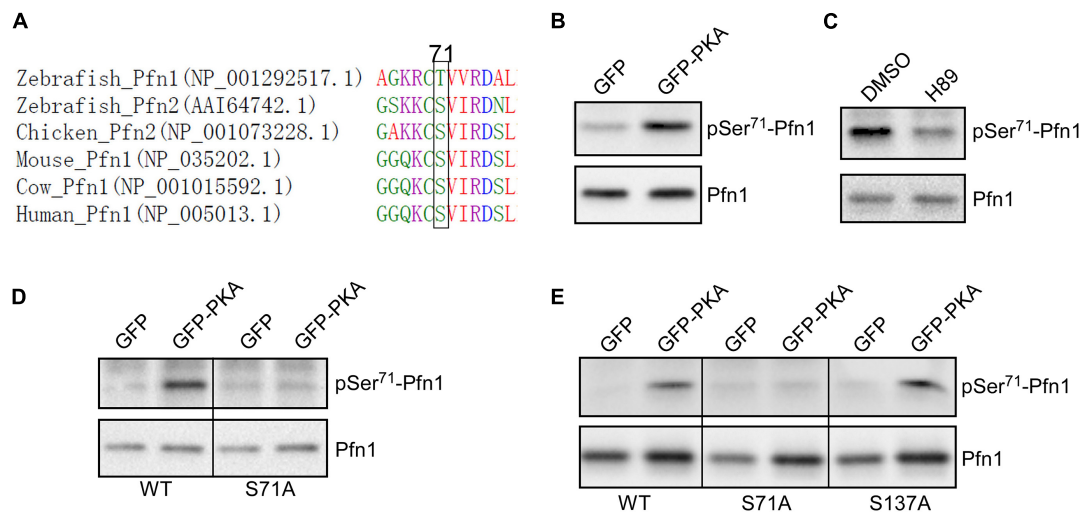 A
71
Zebrafish_Pfn1(NP_001292517.1) AGKRCTVVRDAL
Zebrafish_Pfn2(AAI64742.1) GSKKCSVIRDNL
Chicken_Pfn2(NP_001073228.1) GAKKCSVIRDGL
Mouse_Pfn1(NP_035202.1) GGQKCSVIRDSL
Cow_Pfn1(NP_001015592.1) GGQKCSVIRDSL
Human_Pfn1(NP_005013.1) GGQKCSVIRDSL
B
GFP GFP-PKA
pSer71-Pfn1
Pfn1
C
DMSO H89
pSer71-Pfn1
Pfn1
D
GFP GFP-PKA GFP GFP-PKA
pSer71-Pfn1
Pfn1
WT S71A
E
GFP GFP-PKA GFP GFP-PKA GFP GFP-PKA
pSer71-Pfn1
Pfn1
WT S71A S137A